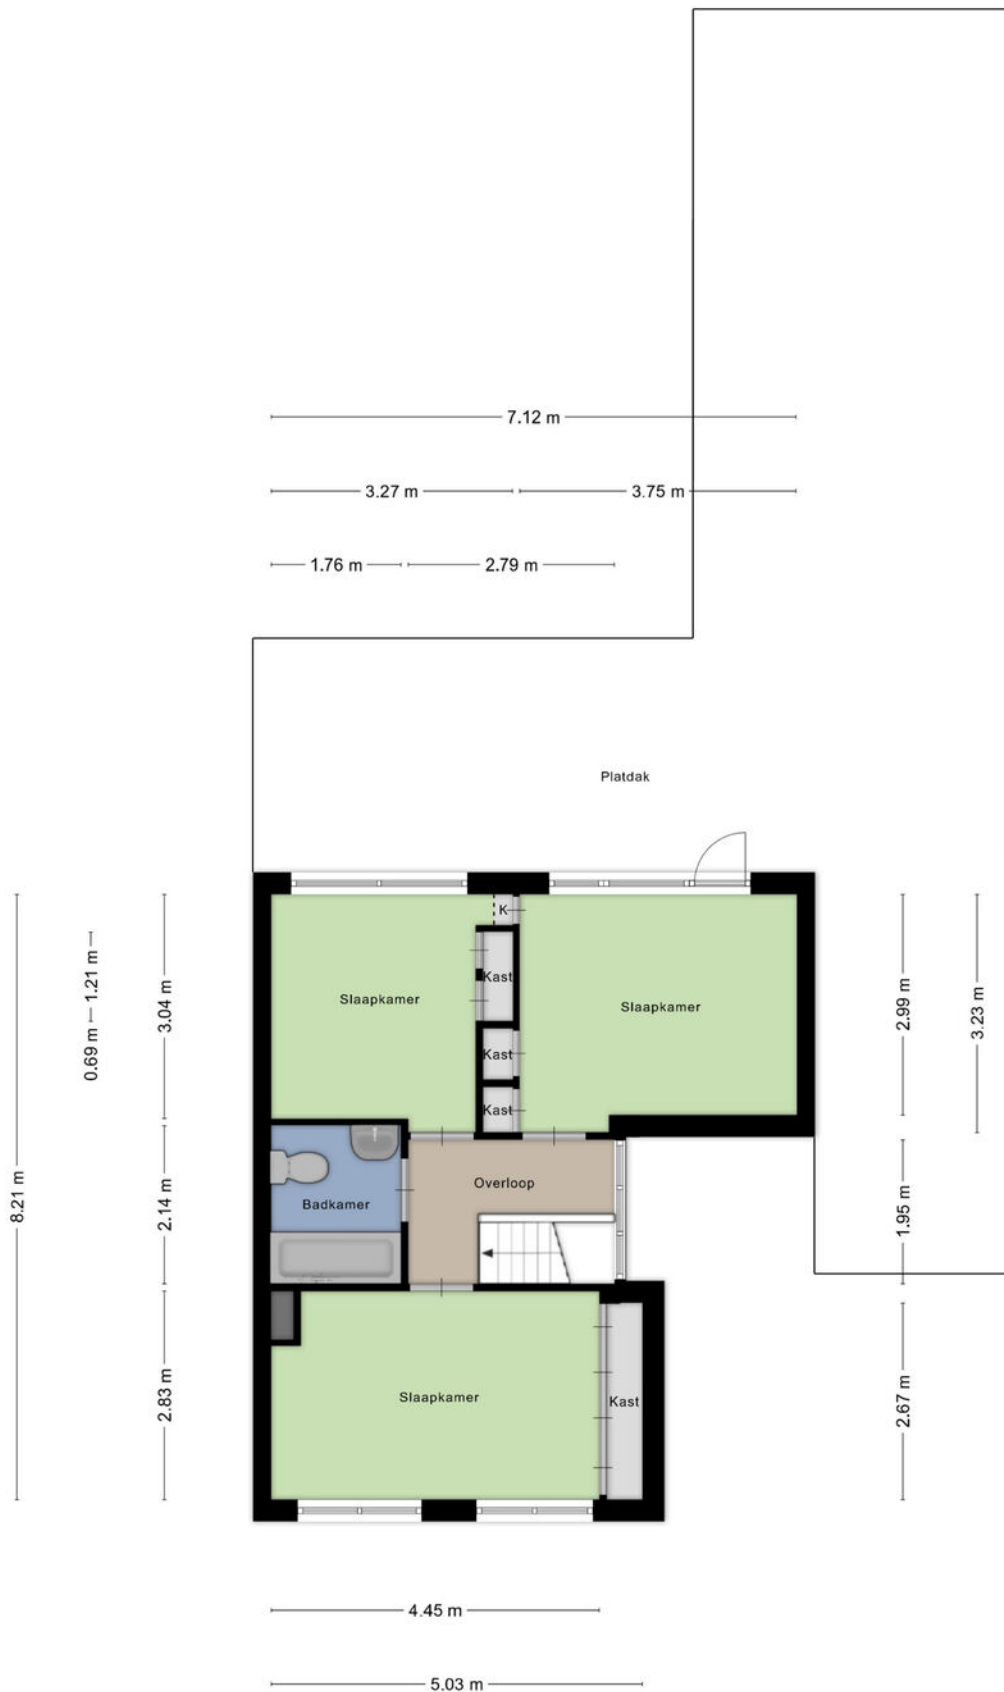 7.12 m
3.27 m
3.75 m
1.76 m
2.79 m
Platdak
K
Kast
Slaapkamer
Slaapkamer
Kast
Kast
Badkamer
Overloop
Slaapkamer
Kast
8.21 m
0.69 m
1.21 m
3.04 m
2.14 m
2.83 m
2.99 m
3.23 m
1.95 m
2.67 m
4.45 m
5.03 m